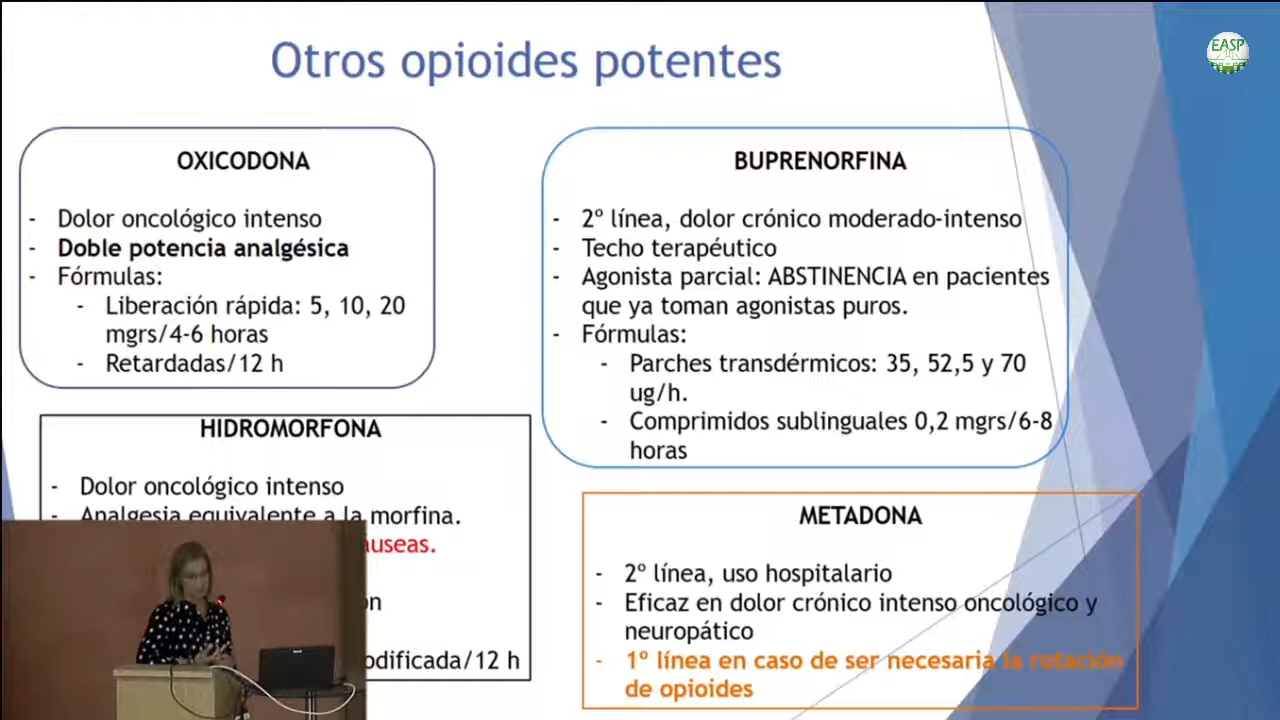 Otros opioides potentes
EASP
OXICODONA
- Dolor oncológico intenso
- Doble potencia analgésica
- Fórmulas:
- Liberación rápida: 5, 10, 20
mgrs/4-6 horas
- Retardadas/12 h
BUPRENORFINA
- 2º línea, dolor crónico moderado-intenso
- Techo terapéutico
- Agonista parcial: ABSTINENCIA en pacientes
que ya toman agonistas puros.
- Fórmulas:
- Parches transdérmicos: 35, 52,5 y 70
ug/h.
- Comprimidos sublinguales 0,2 mgrs/6-8
horas
HIDROMORFONA
- Dolor oncológico intenso
- Analgesia equivalente a la morfina.
METADONA
- 2º línea, uso hospitalario
- Eficaz en dolor crónico intenso oncológico y
neuropático
- 1º línea en caso de ser necesaria la rotación
de opioides